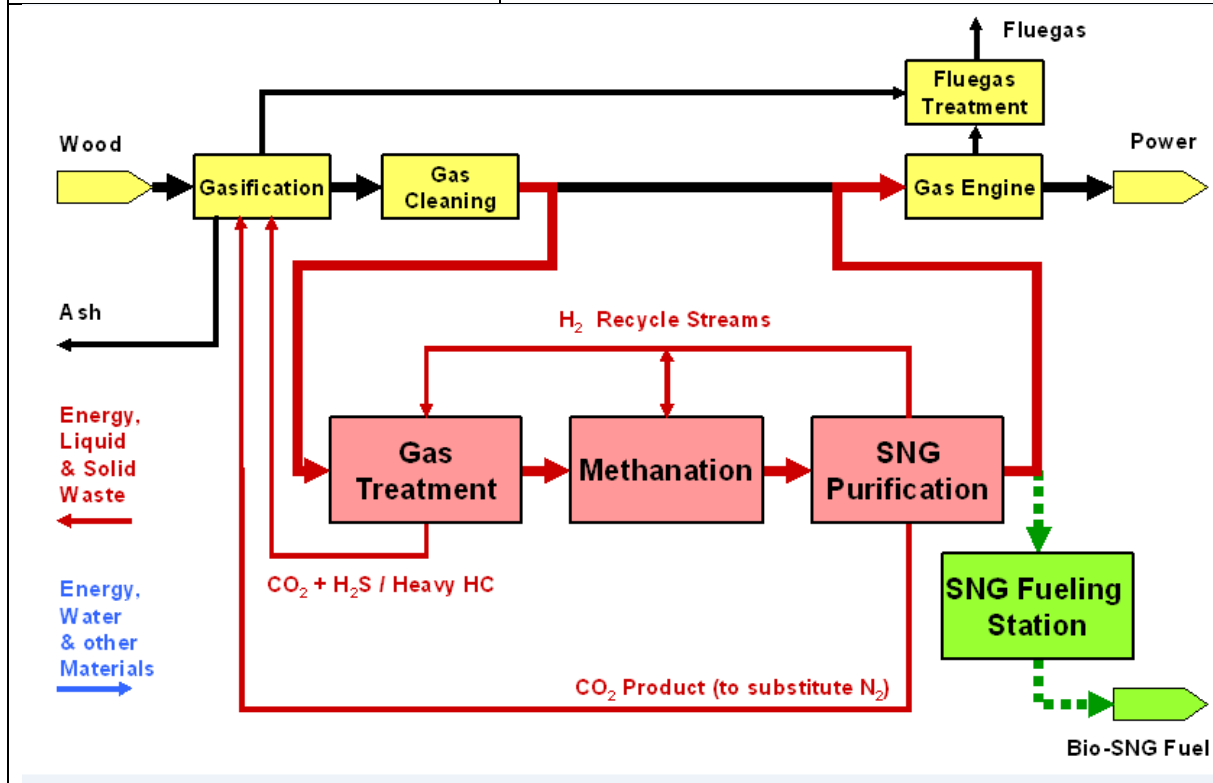 Fluegas
Fluegas
Treatment
Wood
Power
Gasification
Gas
Cleaning
Gas Engine
Ash
H₂ Recycle Streams
Energy,
Liquid
& Solid
Waste
Gas
Treatment
Methanation
SNG
Purification
CO₂ + H₂S / Heavy HC
SNG Fueling
Station
Energy,
Water
& other
Materials
CO₂ Product (to substitute N₂)
Bio-SNG Fuel